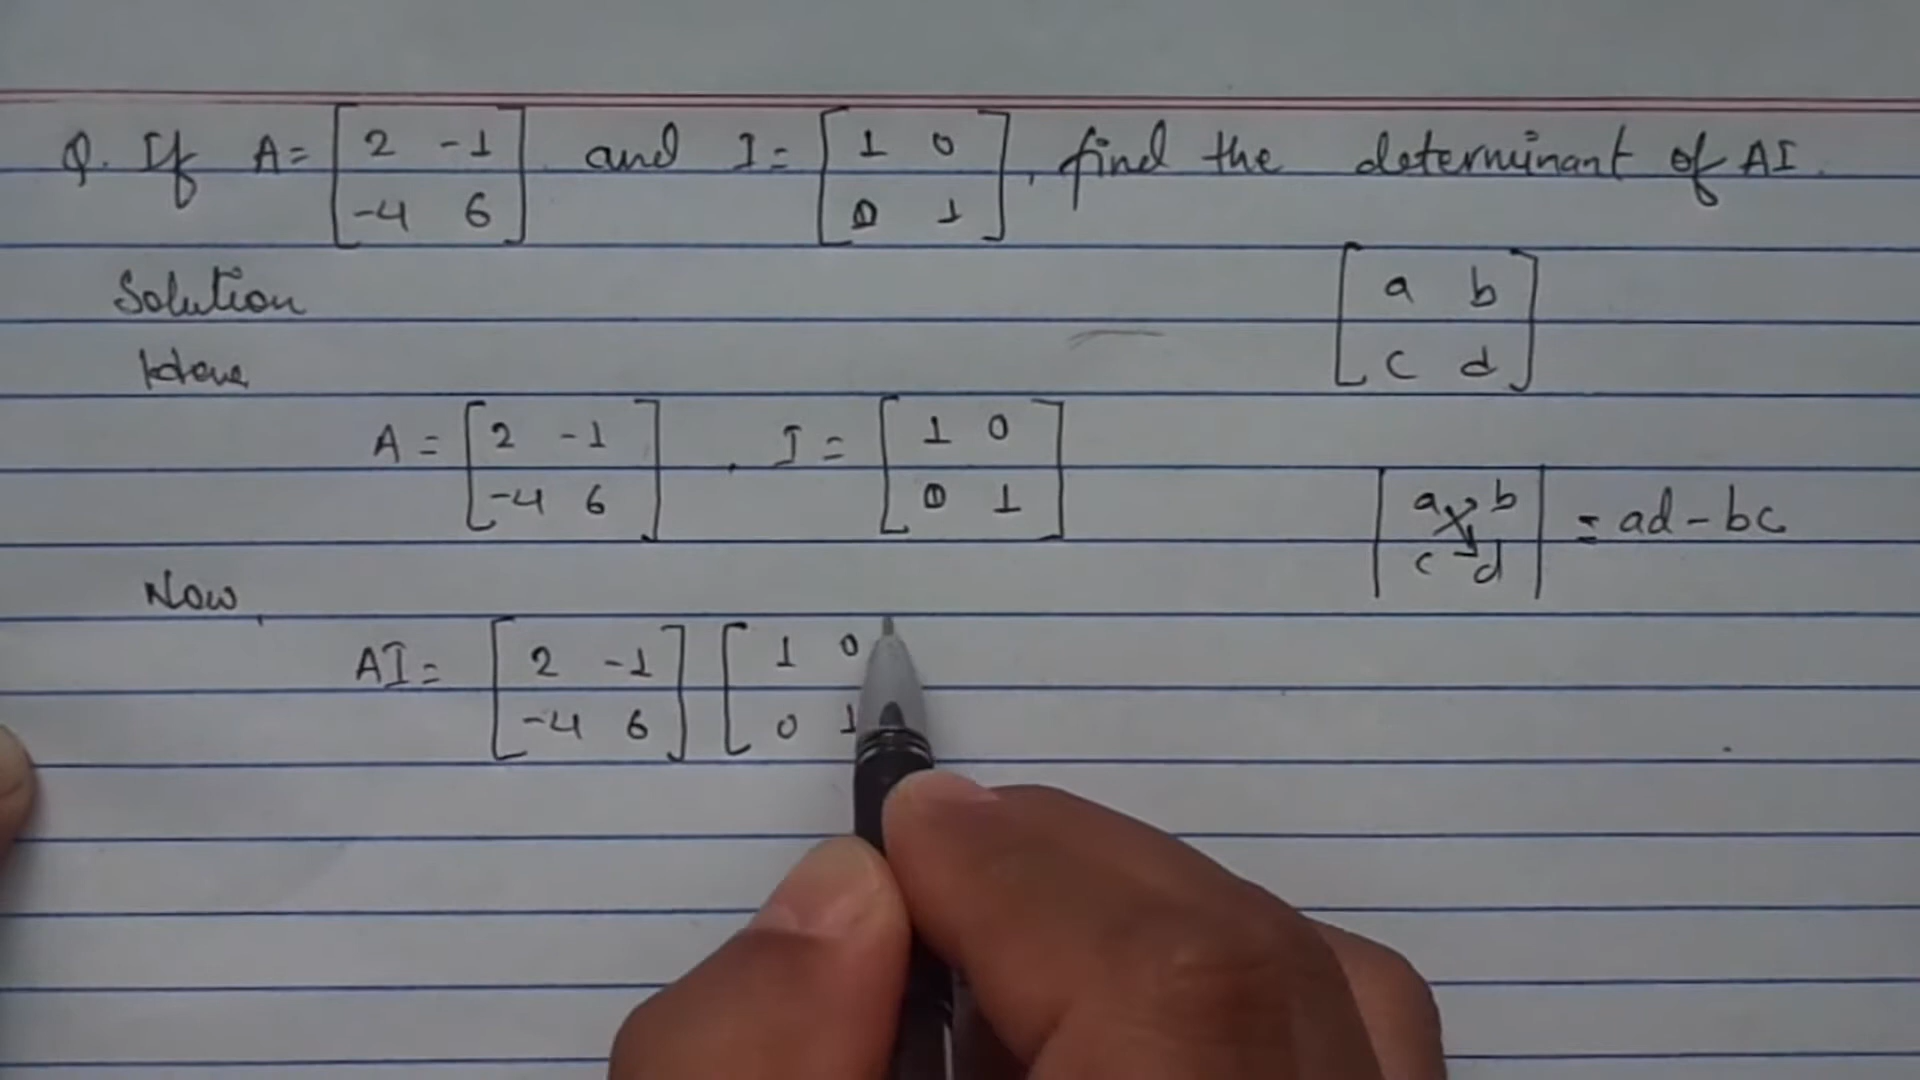 Q. If A = [2 -1 -4 6] and I = [1 0 0 1], find the determinant of AI.
Solution
[a b
c d]
Here
A = [2 -1 -4 6] , I = [1 0 0 1]
|a b c d| = ad - bc
Now,
AI = [2 -1 -4 6] [1 0 0 1